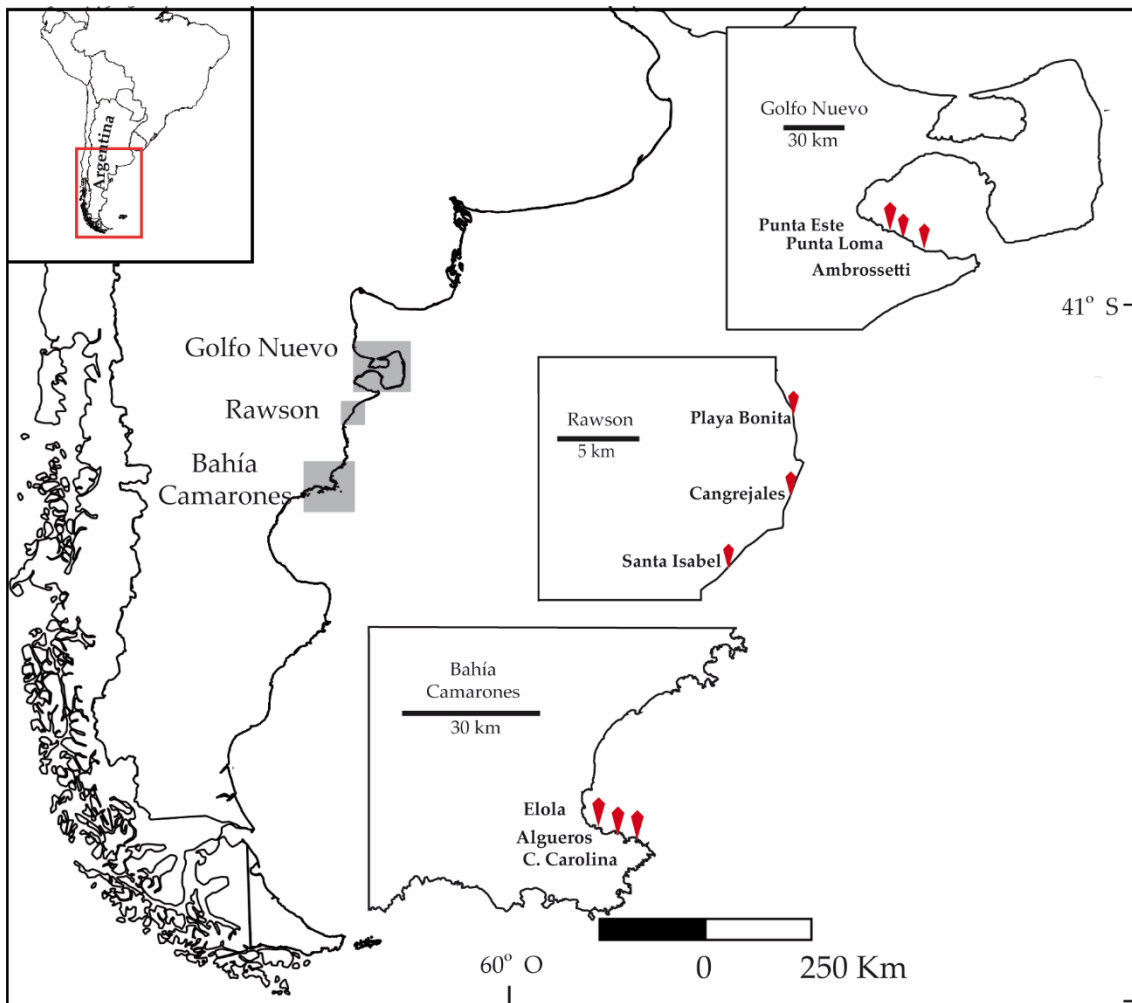 Argentina
Golfo Nuevo
30 km
Punta Este
Punta Loma
Ambrossetti
41° S
Golfo Nuevo
Rawson
Bahía
Camarones
Rawson
5 km
Playa Bonita
Cangrejales
Santa Isabel
Bahía
Camarones
30 km
Elola
Algueros
C. Carolina
60° O
0
250 Km